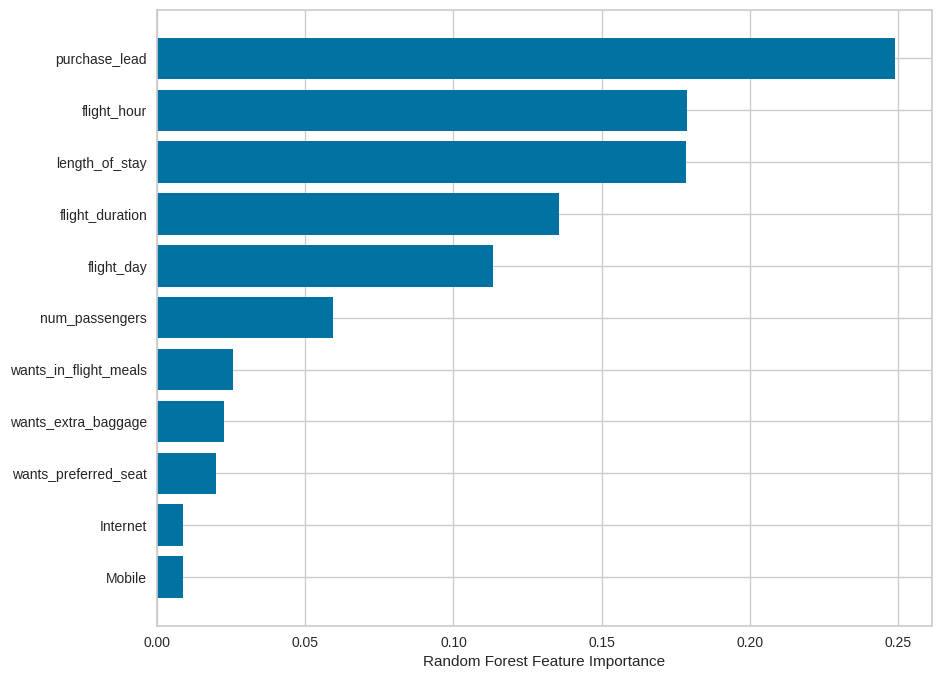 purchase_lead
flight_hour
length_of_stay
flight_duration
flight_day
num_passengers
wants_in_flight_meals
wants_extra_baggage
wants_preferred_seat
Internet
Mobile
0.00 0.05 0.10 0.15 0.20 0.25
Random Forest Feature Importance